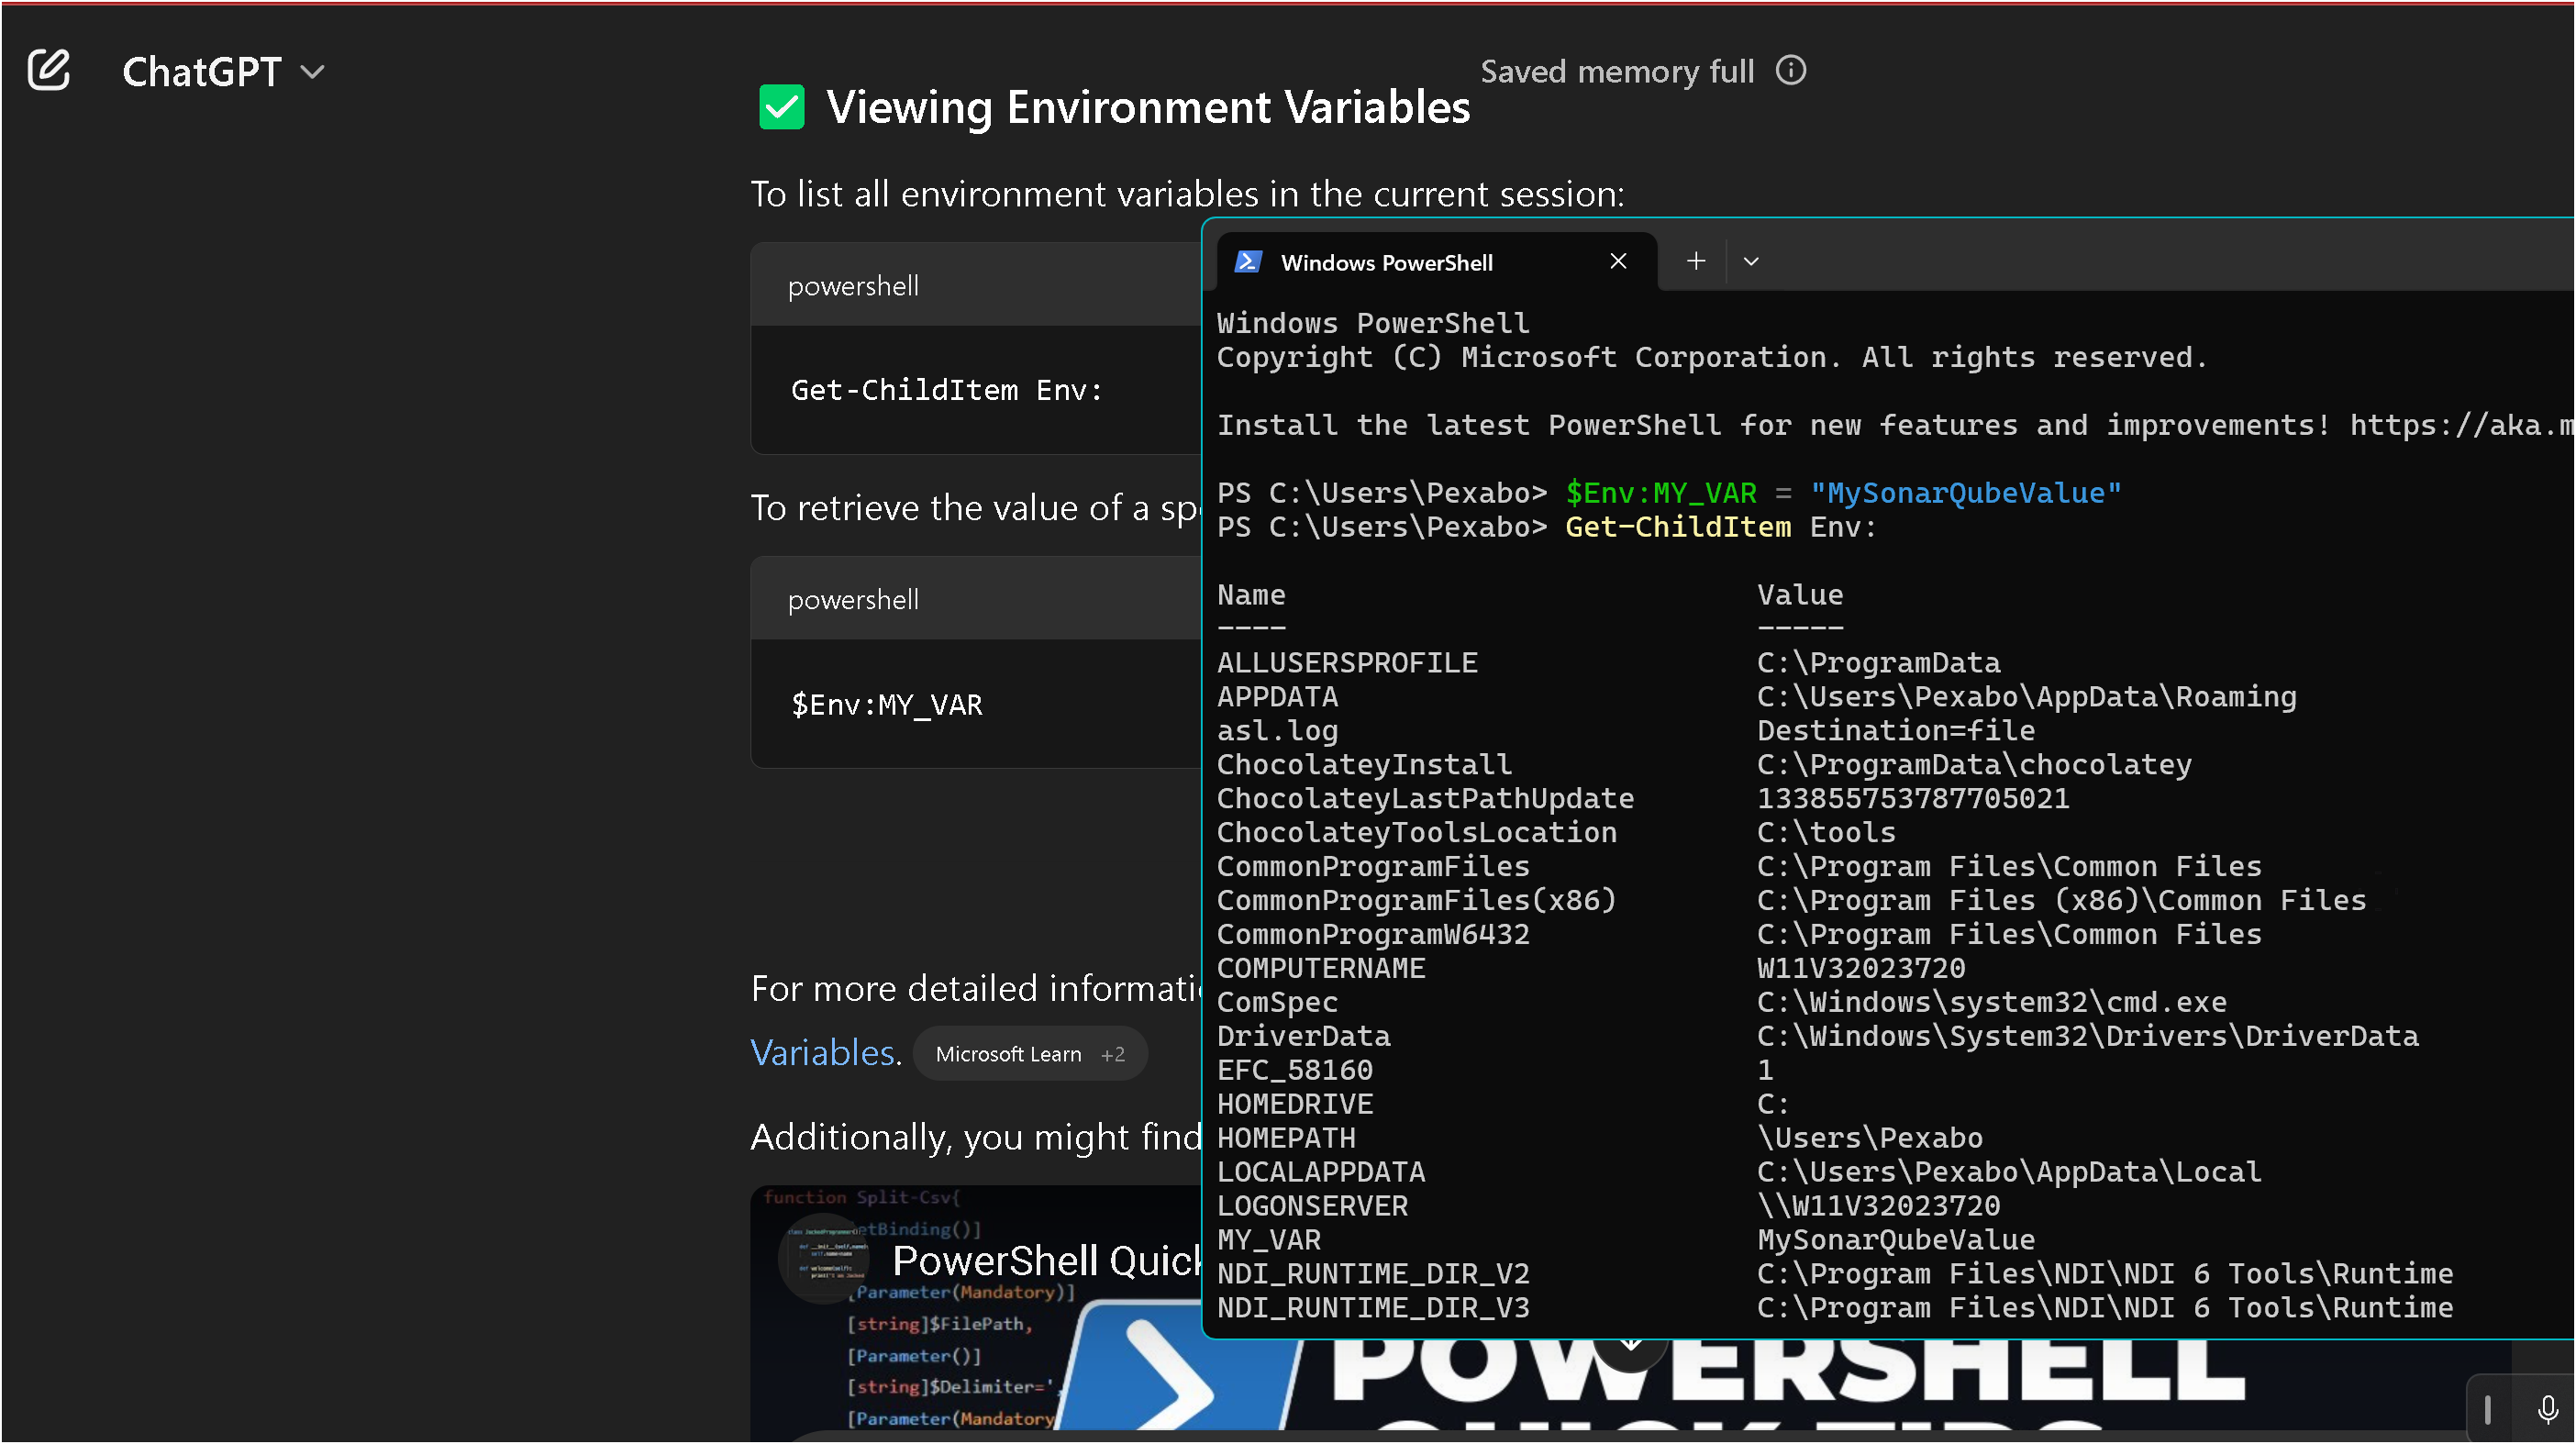 ChatGPT
Saved memory full
Viewing Environment Variables
To list all environment variables in the current session:
powershell
Get-ChildItem Env:
To retrieve the value of a
powershell
$Env:MY_VAR
For more detailed
Variables.
Microsoft Learn +2
Additionally, you might find
function Split-Csv{
etBinding()]
PowerShell Quick
[Parameter(Mandatory)]
[string]$FilePath,
[Parameter()]
[string]$Delimiter=',
[Parameter(Mandatory
POWERSHELL
QUICK TIPS
Windows PowerShell
Windows PowerShell
Copyright (C) Microsoft Corporation. All rights reserved.
Install the latest PowerShell for new features and improvements! https://aka.m
PS C:\Users\Pexabo> $Env:MY_VAR = "MySonarQubeValue"
PS C:\Users\Pexabo> Get-ChildItem Env:
Name Value
---- -----
ALLUSERSPROFILE C:\ProgramData
APPDATA C:\Users\Pexabo\AppData\Roaming
asl.log Destination=file
ChocolateyInstall C:\ProgramData\chocolatey
ChocolateyLastPathUpdate 133855753787705021
ChocolateyToolsLocation C:\tools
CommonProgramFiles C:\Program Files\Common Files
CommonProgramFiles(x86) C:\Program Files (x86)\Common Files
CommonProgramW6432 C:\Program Files\Common Files
COMPUTERNAME W11V32023720
ComSpec C:\Windows\system32\cmd.exe
DriverData C:\Windows\System32\Drivers\DriverData
EFC_58160 1
HOMEDRIVE C:
HOMEPATH \Users\Pexabo
LOCALAPPDATA C:\Users\Pexabo\AppData\Local
LOGONSERVER \\W11V32023720
MY_VAR MySonarQubeValue
NDI_RUNTIME_DIR_V2 C:\Program Files\NDI\NDI 6 Tools\Runtime
NDI_RUNTIME_DIR_V3 C:\Program Files\NDI\NDI 6 Tools\Runtime